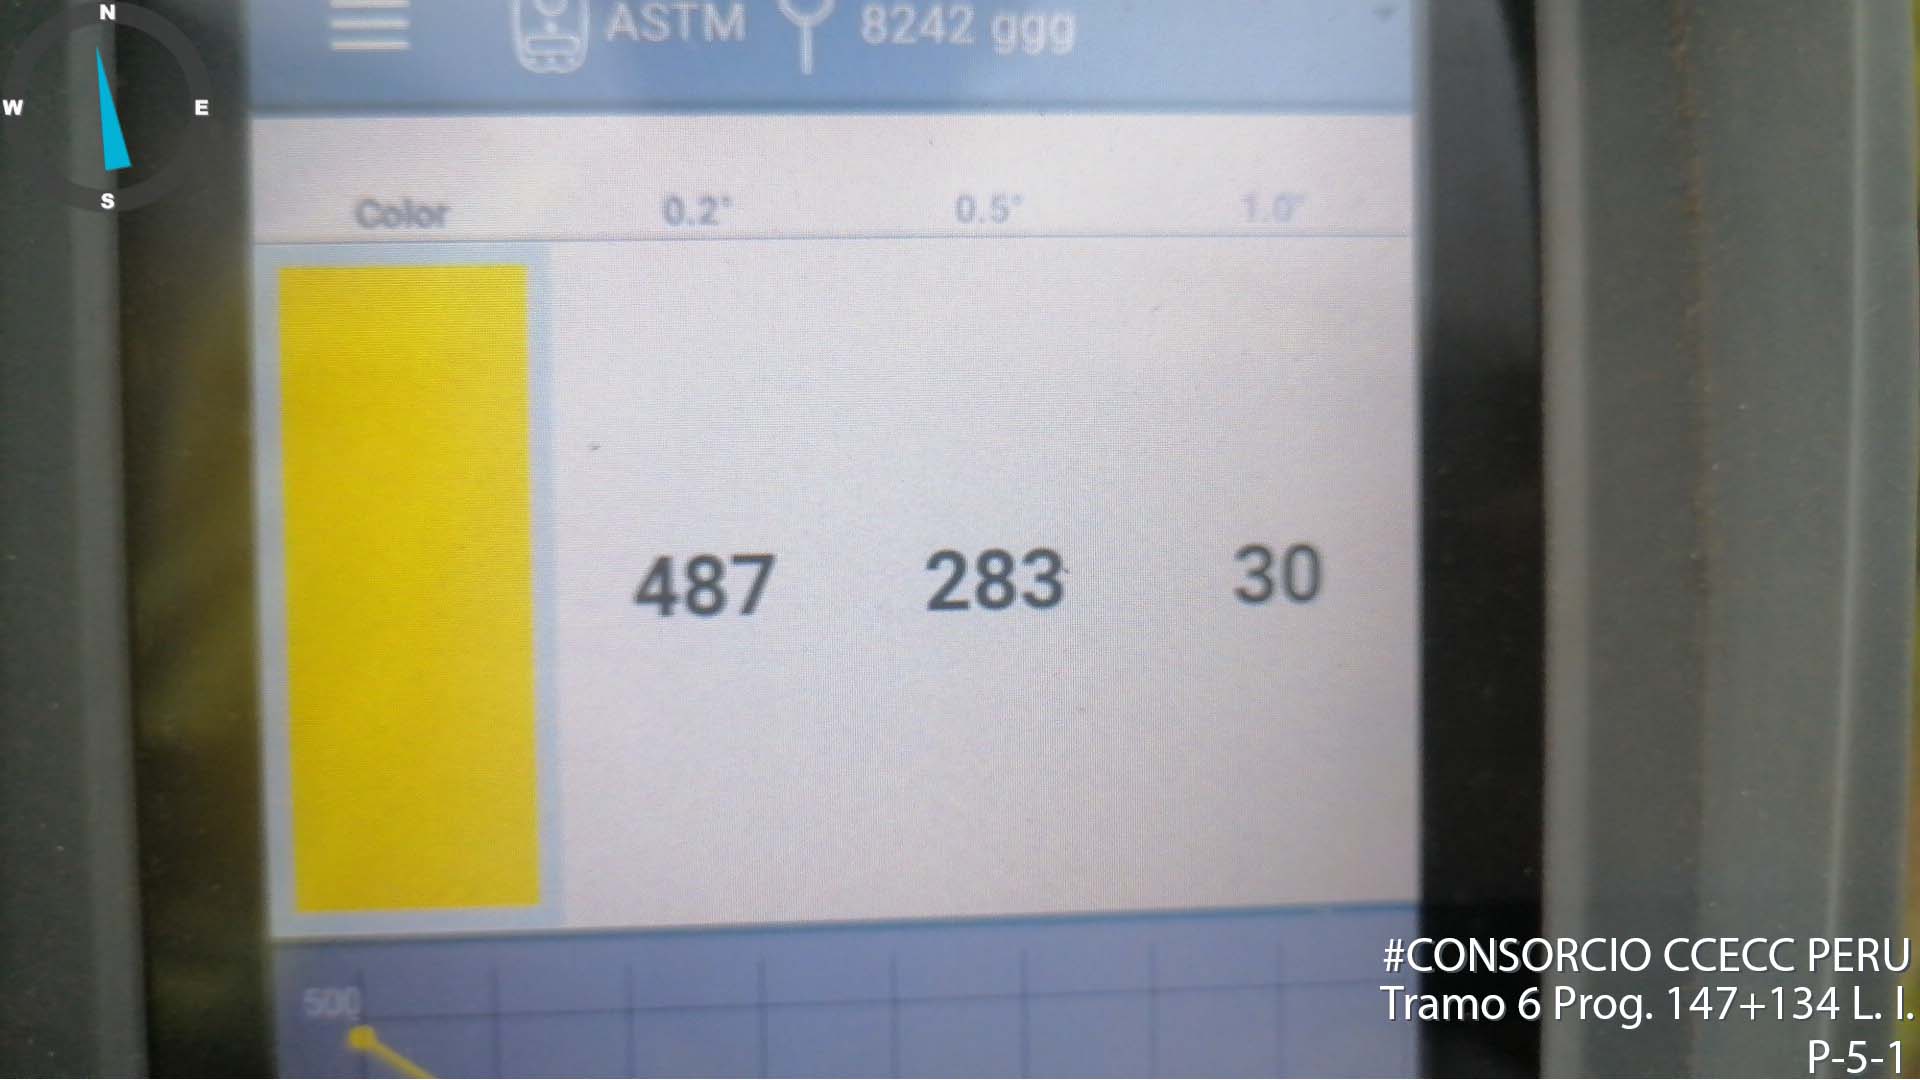 N
W E
S
ASTM 8242 ggg
Color 0.2° 0.5° 1.0°
487 283 30
500
#CONSORCIO CCECC PERU
Tramo 6 Prog. 147+134 L. I.
P-5-1